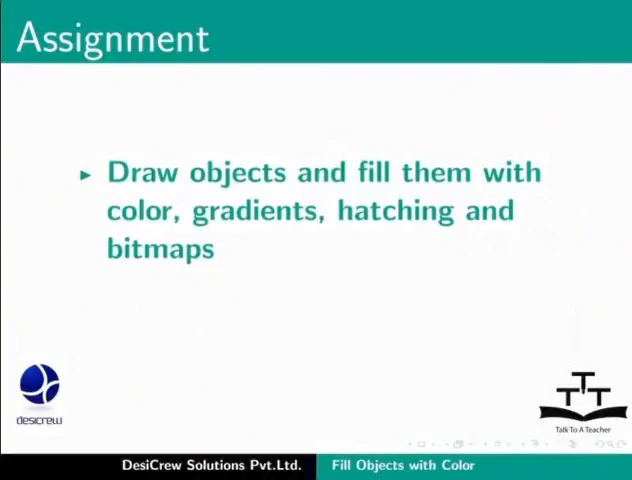 Assignment
Draw objects and fill them with
color, gradients, hatching and
bitmaps
desicrew
TTT
Talk To A Teacher
DesiCrew Solutions Pvt.Ltd. Fill Objects with Color